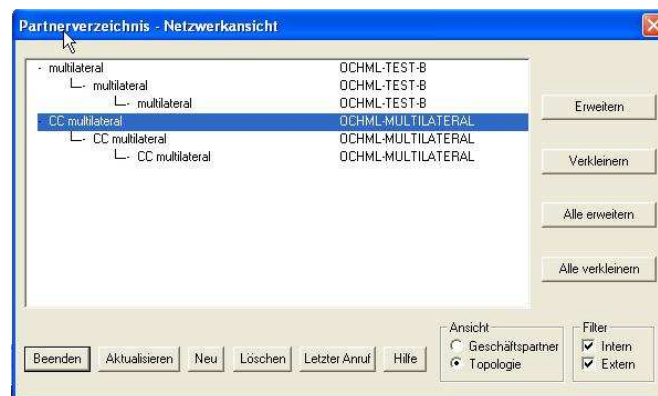 Partnerverzeichnis - Netzwerkansicht
- multilateral OCHML-TEST-B
- multilateral OCHML-TEST-B
- multilateral OCHML-TEST-B
- CC multilateral OCHML-MULTILATERAL
- CC multilateral OCHML-MULTILATERAL
- CC multilateral OCHML-MULTILATERAL
Erweitern
Verkleinern
Alle erweitern
Alle verkleinern
Beenden Aktualisieren Neu Löschen Letzter Anruf Hilfe
Ansicht
Geschäftspartner
Topologie
Filter
Intern
Extern